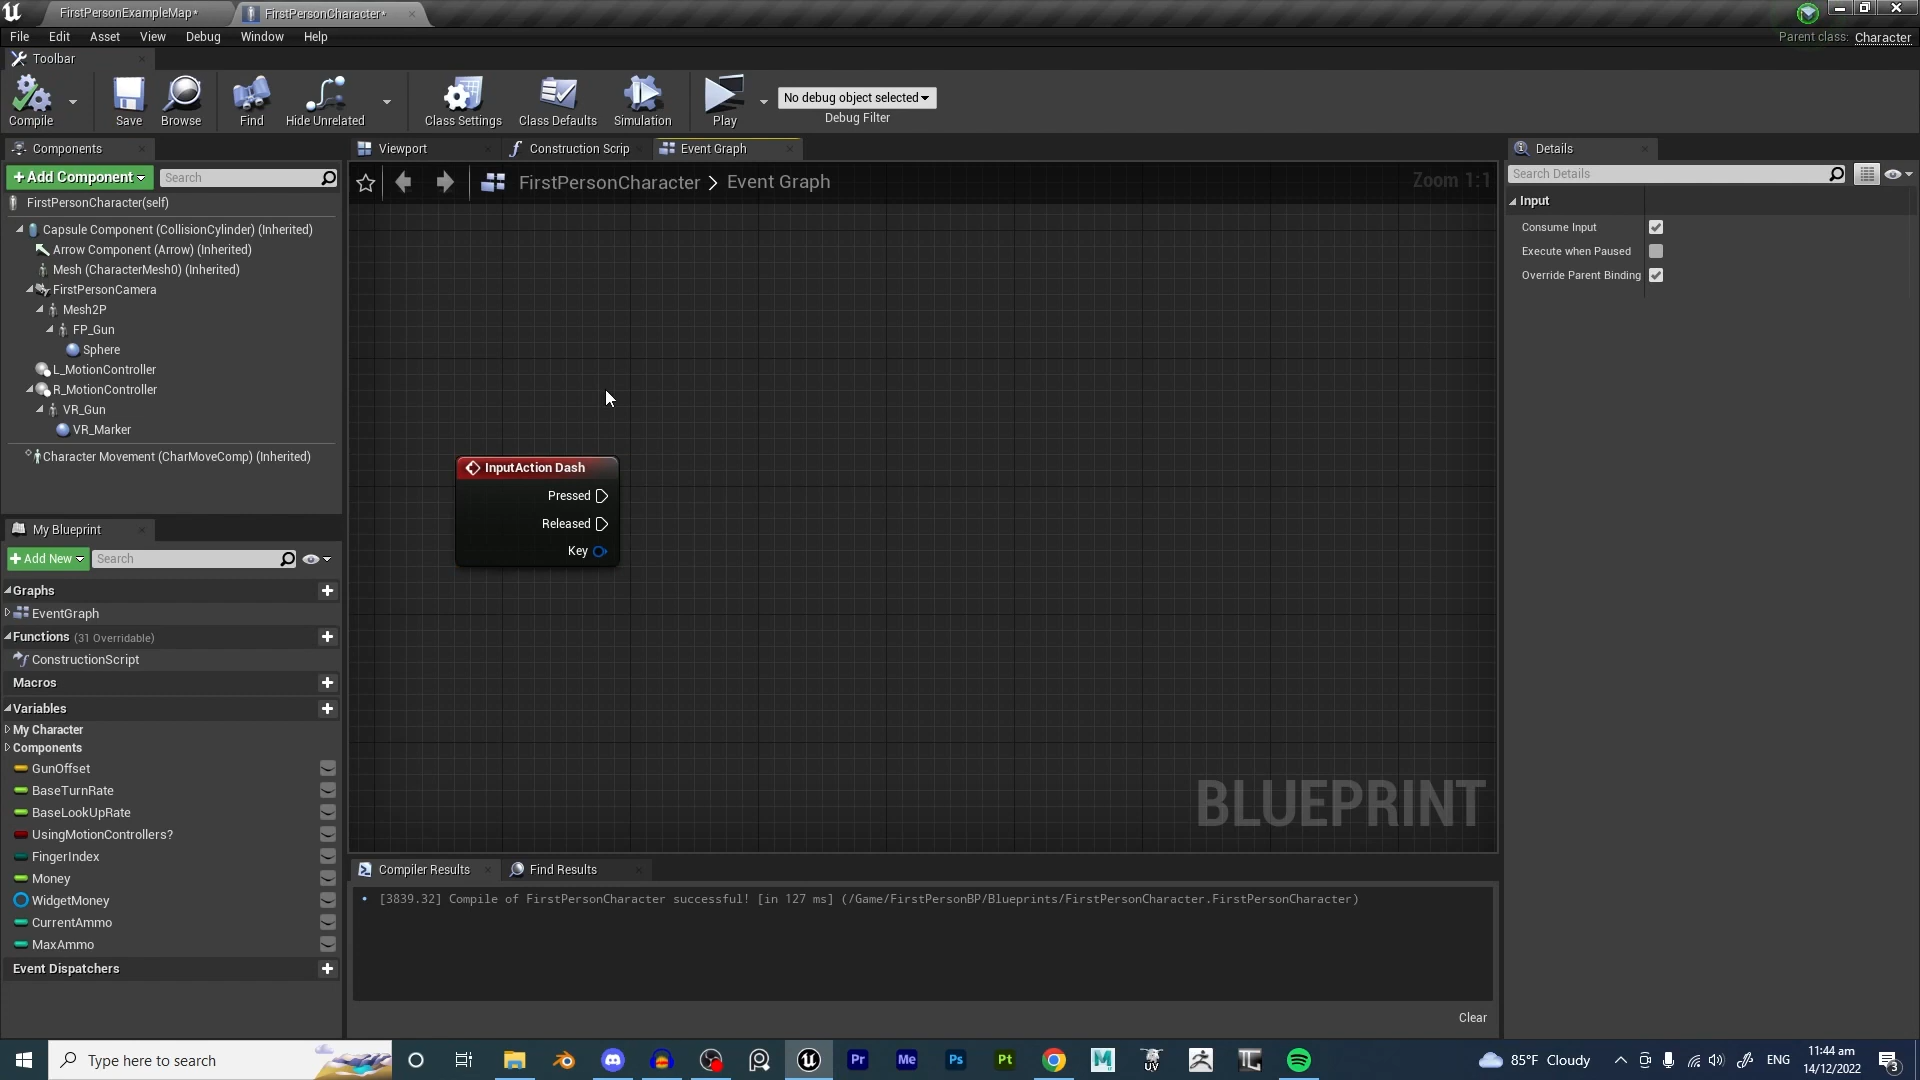 FirstPersonExampleMap*
FirstPersonCharacter*
File Edit Asset View Debug Window Help
Parent class: Character
Toolbar
Compile
Save
Browse
Find
Hide Unrelated
Class Settings
Class Defaults
Simulation
Play
No debug object selected
Debug Filter
Components
+ Add Component
Search
FirstPersonCharacter(self)
Capsule Component (CollisionCylinder) (Inherited)
Arrow Component (Arrow) (Inherited)
Mesh (CharacterMesh0) (Inherited)
FirstPersonCamera
Mesh2P
FP_Gun
Sphere
L_MotionController
R_MotionController
VR_Gun
VR_Marker
Character Movement (CharMoveComp) (Inherited)
My Blueprint
+ Add New
Search
Graphs
EventGraph
Functions (31 Overridable)
ConstructionScript
Macros
Variables
My Character
Components
GunOffset
BaseTurnRate
BaseLookUpRate
UsingMotionControllers?
FingerIndex
Money
WidgetMoney
CurrentAmmo
MaxAmmo
Event Dispatchers
Viewport
Construction Scrip
Event Graph
FirstPersonCharacter > Event Graph
Zoom 1:1
InputAction Dash
Pressed
Released
Key
BLUEPRINT
Compiler Results
Find Results
[3839.32] Compile of FirstPersonCharacter successful! [in 127 ms] (/Game/FirstPersonBP/Blueprints/FirstPersonCharacter.FirstPersonCharacter)
Clear
Details
Search Details
Input
Consume Input
Execute when Paused
Override Parent Binding
Type here to search
Pr
Me
Ps
Pt
M
UV
85°F Cloudy
ENG
11:44 am
14/12/2022
3